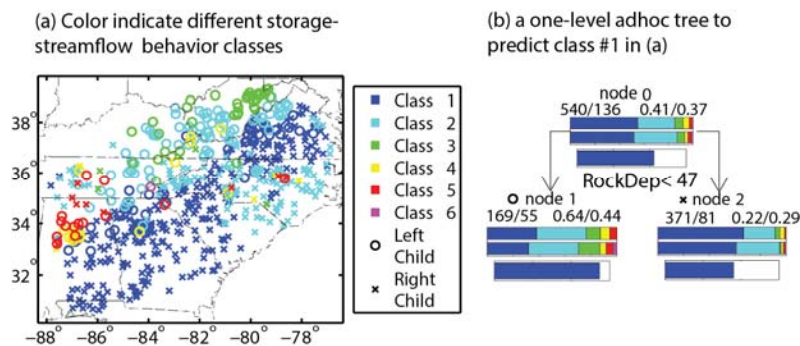 (a) Color indicate different storage-
streamflow behavior classes
38°
36°
34°
32°
−88° −86° −84° −82° −80° −78°
Class 1
Class 2
Class 3
Class 4
Class 5
Class 6
Left
Child
Right
Child
(b) a one-level adhoc tree to
predict class #1 in (a)
node 0
540/136 0.41/0.37
RockDep< 47
node 1
169/55 0.64/0.44
node 2
371/81 0.22/0.29